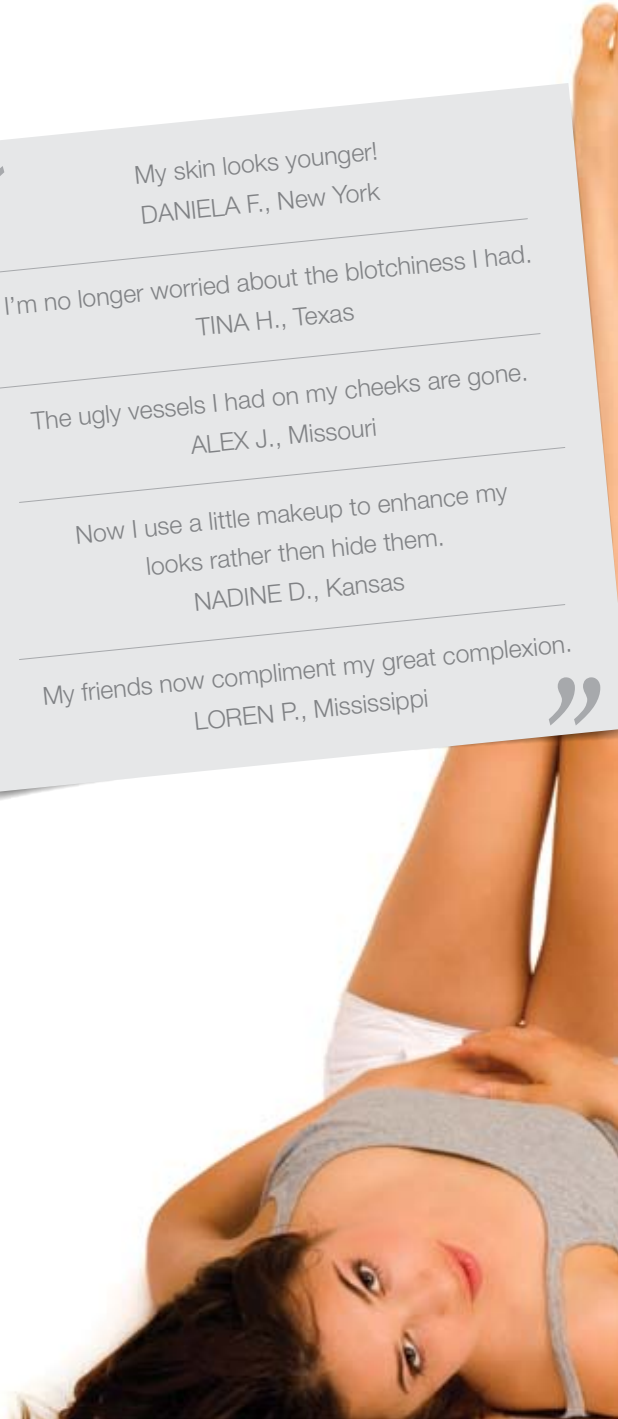 My skin looks younger!
DANIELA F., New York
I’m no longer worried about the blotchiness I had.
TINA H., Texas
The ugly vessels I had on my cheeks are gone.
ALEX J., Missouri
Now I use a little makeup to enhance my
looks rather then hide them.
NADINE D., Kansas
My friends now compliment my great complexion.
LOREN P., Mississippi
”